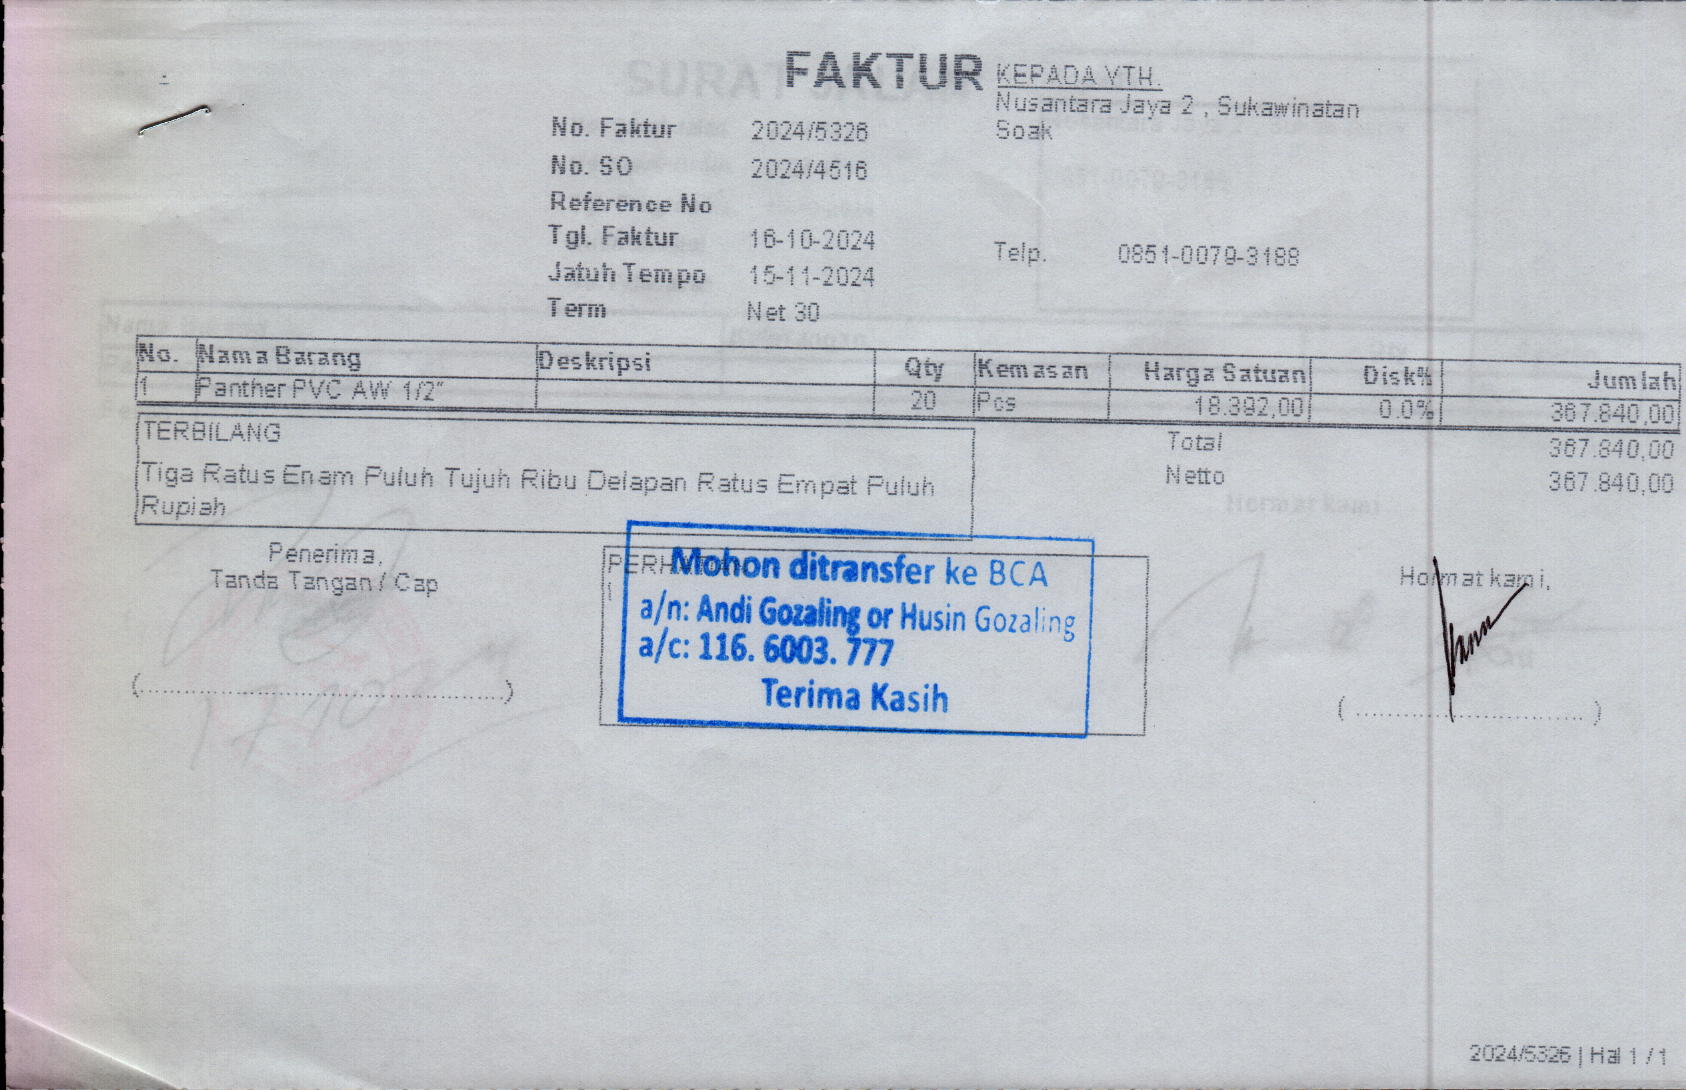 FAKTUR
KEPADA YTH.
Nusantara Jaya 2 , Sukawinatan
Soak
No. Faktur 2024/5326
No. SO 2024/4516
Reference No
Tgl. Faktur 16-10-2024
Telp. 0851-0079-3188
Jatuh Tempo 15-11-2024
Term Net 30
No. Nama Barang Deskripsi Qty Kemasan Harga Satuan Disk% Jumlah
1 Panther PVC AW 1/2" 20 Pcs 18.392,00 0.0% 367.840,00
TERBILANG
Tiga Ratus Enam Puluh Tujuh Ribu Delapan Ratus Empat Puluh
Rupiah
Total 367.840,00
Netto 367.840,00
Penerima,
Tanda Tangan / Cap
Mohon ditransfer ke BCA
a/n: Andi Gozaling or Husin Gozaling
a/c: 116. 6003. 777
Terima Kasih
Hormat kami,
2024/5326 | Hal 1 / 1